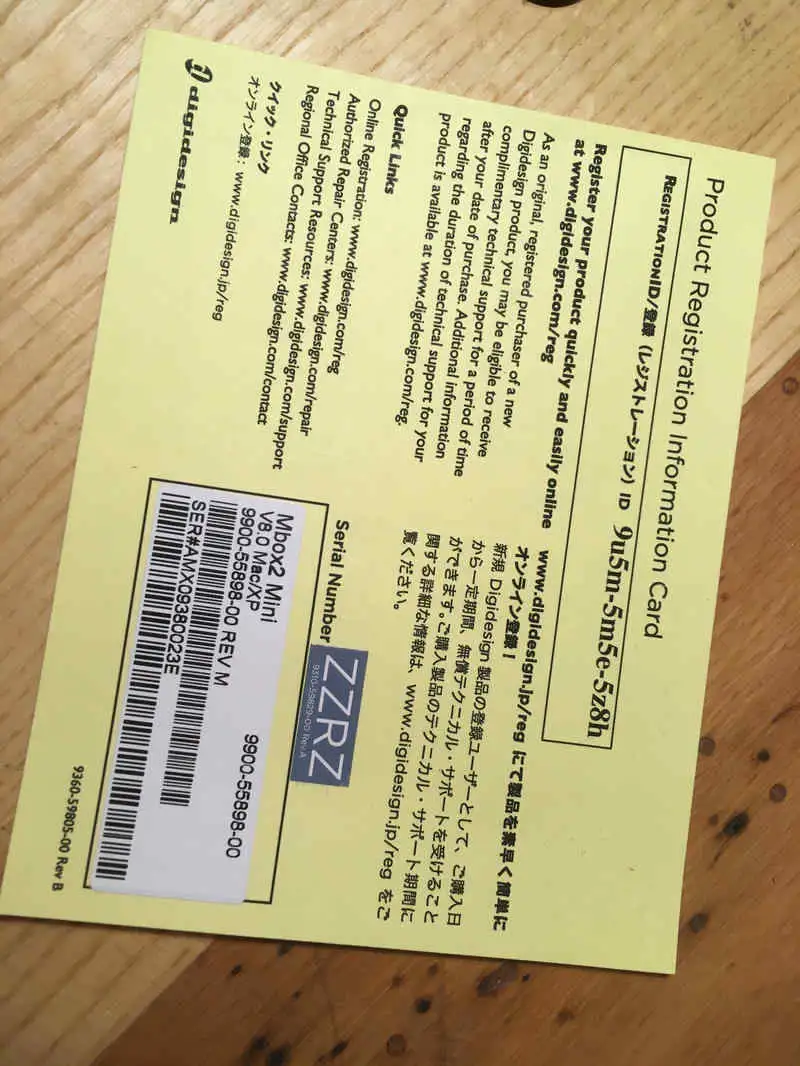 Product Registration Information Card
REGISTRATIONID/登録（レジストレーション）ID 9u5m-5m5e-5z8h
Register your product quickly and easily online
at www.digidesign.com/reg
As an original, registered purchaser of a new
Digidesign product, you may be eligible to receive
complimentary technical support for a period of time
after your date of purchase. Additional information
regarding the duration of technical support for your
product is available at www.digidesign.com/reg.
Quick Links
Online Registration: www.digidesign.com/reg
Authorized Repair Centers: www.digidesign.com/repair
Technical Support Resources: www.digidesign.com/support
Regional Office Contacts: www.digidesign.com/contact
クイック・リンク
オンライン登録：www.digidesign.jp/reg
digidesign
www.digidesign.jp/reg にて製品を素早く簡単に
オンライン登録！
新規 Digidesign 製品の登録ユーザーとして、ご購入日
から一定期間、無償テクニカル・サポートを受けること
ができます。ご購入製品のテクニカル・サポート期間に
関する詳細な情報は、www.digidesign.jp/reg をご
覧ください。
Serial Number
ZZRZ
9310-59829-00 Rev.A
Mbox2 Mini
V8.0 Mac/XP
9900-55898-00 REV M
9900-55898-00
SER#AMX09380023E
9360-59805-00 Rev B